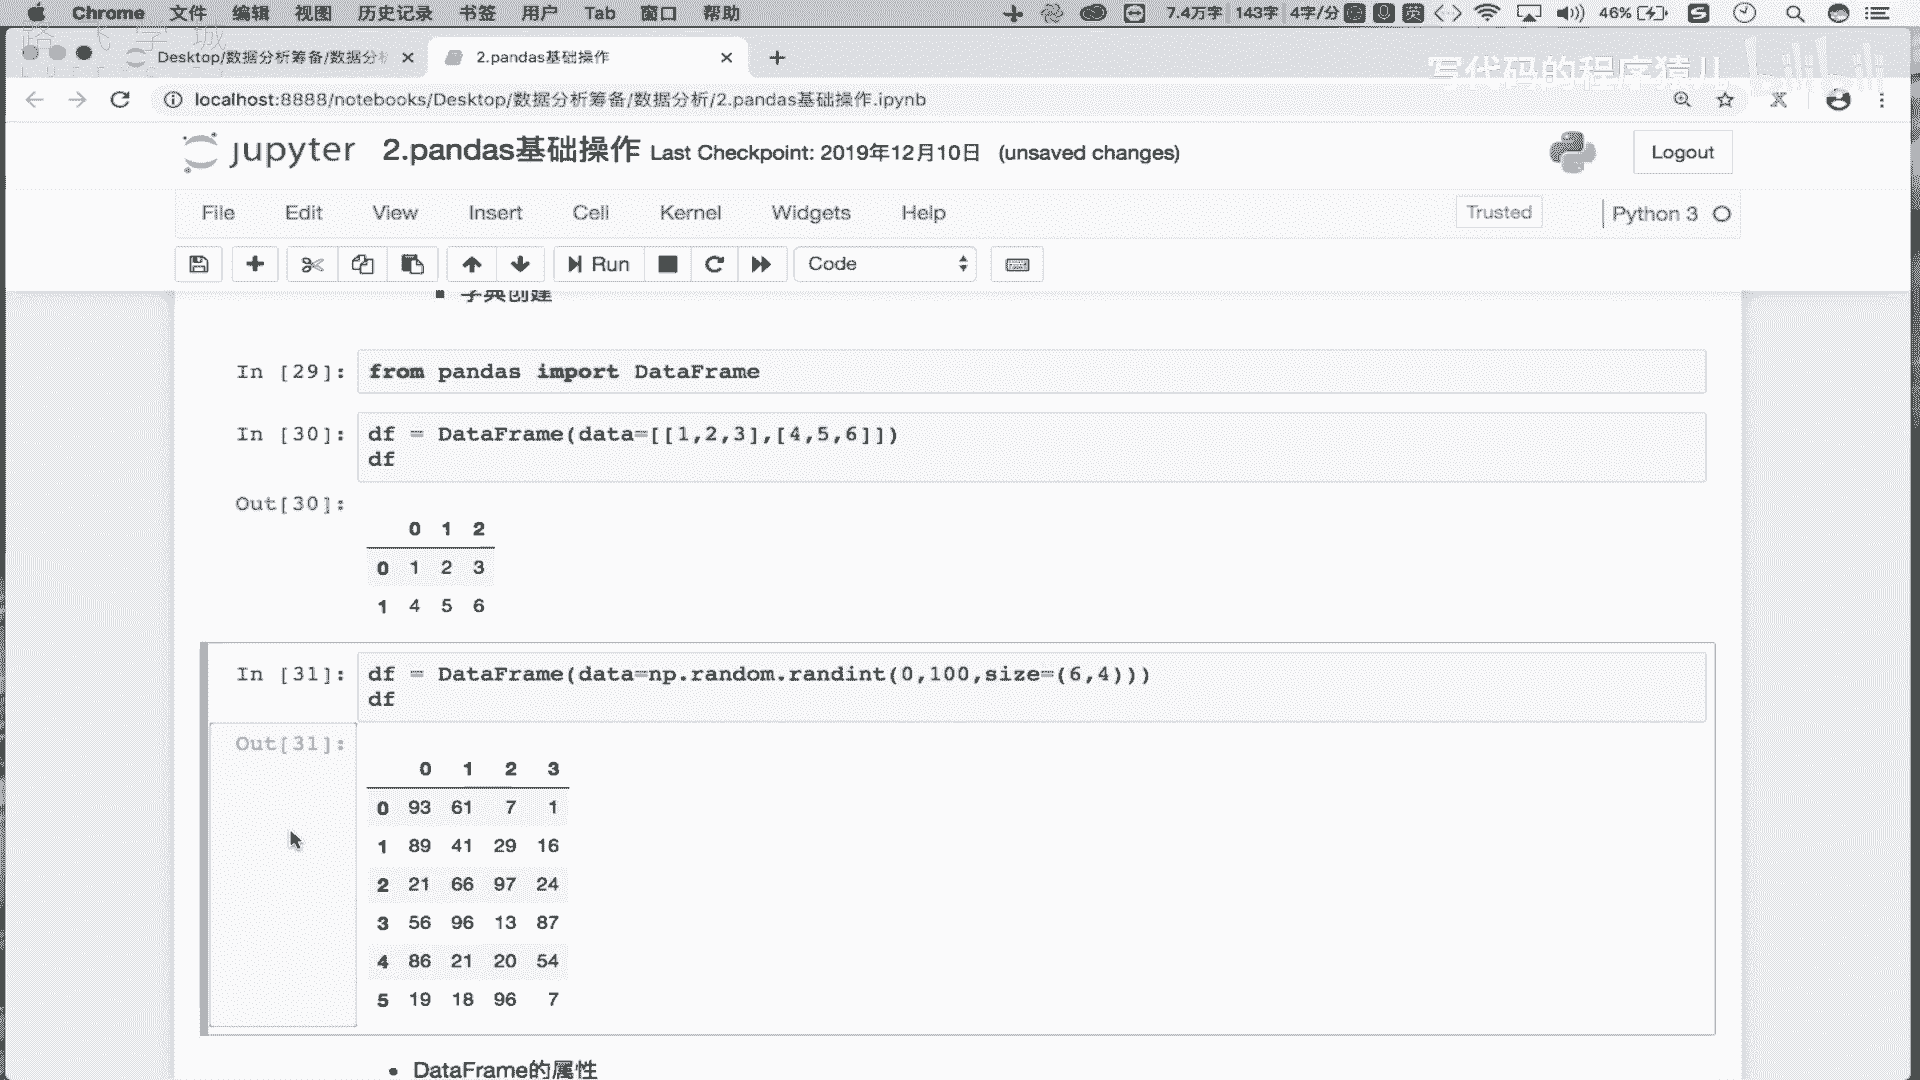 Chrome 文件 编辑 视图 历史记录 书签 用户 Tab 窗口 帮助 7.4万字 143字 4字/分 英 46%
Desktop/数据分析筹备/数据分析 2.pandas基础操作
写代码的程序猿儿 bilibili
localhost:8888/notebooks/Desktop/数据分析筹备/数据分析/2.pandas基础操作.ipynb
jupyter 2.pandas基础操作 Last Checkpoint: 2019年12月10日 (unsaved changes) Logout
File Edit View Insert Cell Kernel Widgets Help Trusted Python 3
Run Code
字典创建
In [29]: from pandas import DataFrame
In [30]: df = DataFrame(data=[[1,2,3],[4,5,6]])
df
Out[30]:
0 1 2
0 1 2 3
1 4 5 6
In [31]: df = DataFrame(data=np.random.randint(0,100,size=(6,4)))
df
Out[31]:
0 1 2 3
0 93 61 7 1
1 89 41 29 16
2 21 66 97 24
3 56 96 13 87
4 86 21 20 54
5 19 18 96 7
DataFrame的属性